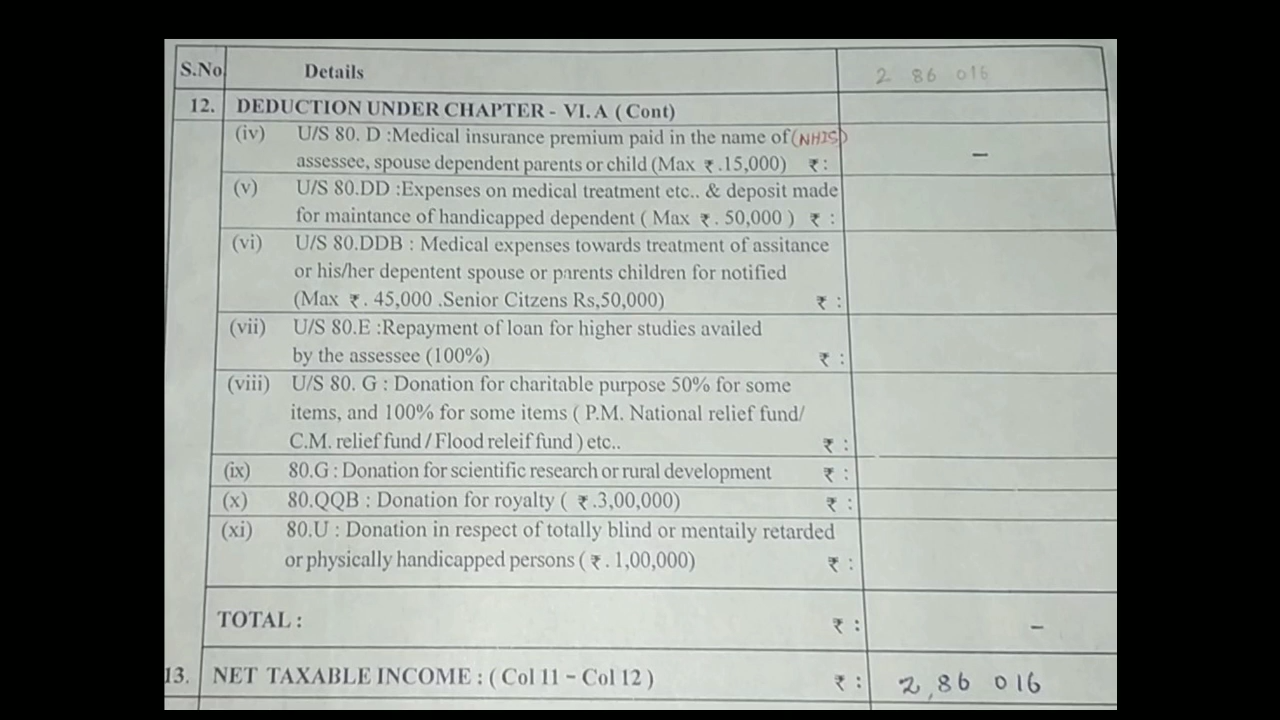 S.No. Details 2 86 016
12. DEDUCTION UNDER CHAPTER - VI. A ( Cont)
(iv) U/S 80. D :Medical insurance premium paid in the name of (NHIS)
assessee, spouse dependent parents or child (Max ₹ .15,000) ₹ : –
(v) U/S 80.DD :Expenses on medical treatment etc.. & deposit made
for maintance of handicapped dependent ( Max ₹ . 50,000 ) ₹ :
(vi) U/S 80.DDB : Medical expenses towards treatment of assitance
or his/her depentent spouse or parents children for notified
(Max ₹ . 45,000 .Senior Citzens Rs,50,000) ₹ :
(vii) U/S 80.E :Repayment of loan for higher studies availed
by the assessee (100%) ₹ :
(viii) U/S 80. G : Donation for charitable purpose 50% for some
items, and 100% for some items ( P.M. National relief fund/
C.M. relief fund / Flood releif fund ) etc.. ₹ :
(ix) 80.G : Donation for scientific research or rural development ₹ :
(x) 80.QQB : Donation for royalty ( ₹ .3,00,000) ₹ :
(xi) 80.U : Donation in respect of totally blind or mentaily retarded
or physically handicapped persons ( ₹ . 1,00,000) ₹ :
TOTAL : ₹ : –
13. NET TAXABLE INCOME : ( Col 11 – Col 12 ) ₹ : 2,86 016